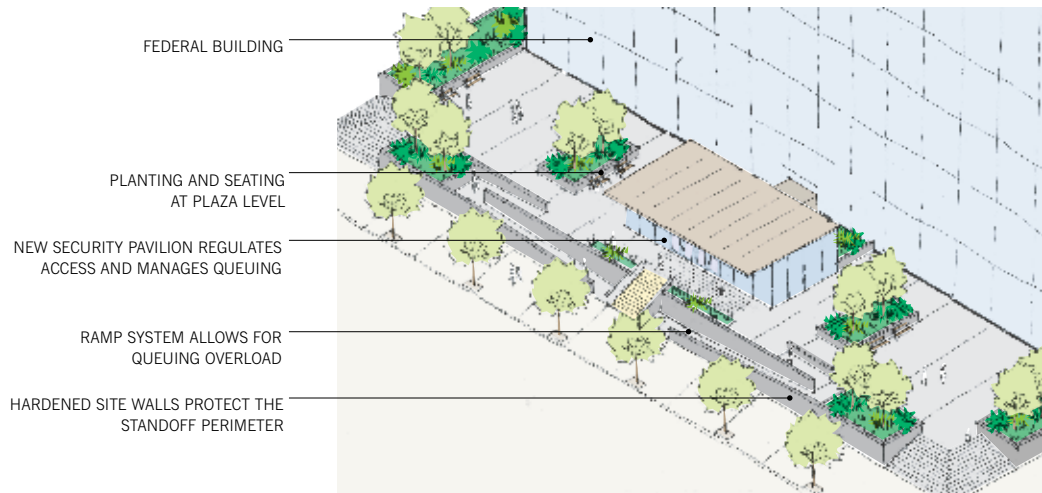 FEDERAL BUILDING
PLANTING AND SEATING
AT PLAZA LEVEL
NEW SECURITY PAVILION REGULATES
ACCESS AND MANAGES QUEUING
RAMP SYSTEM ALLOWS FOR
QUEUING OVERLOAD
HARDENED SITE WALLS PROTECT THE
STANDOFF PERIMETER